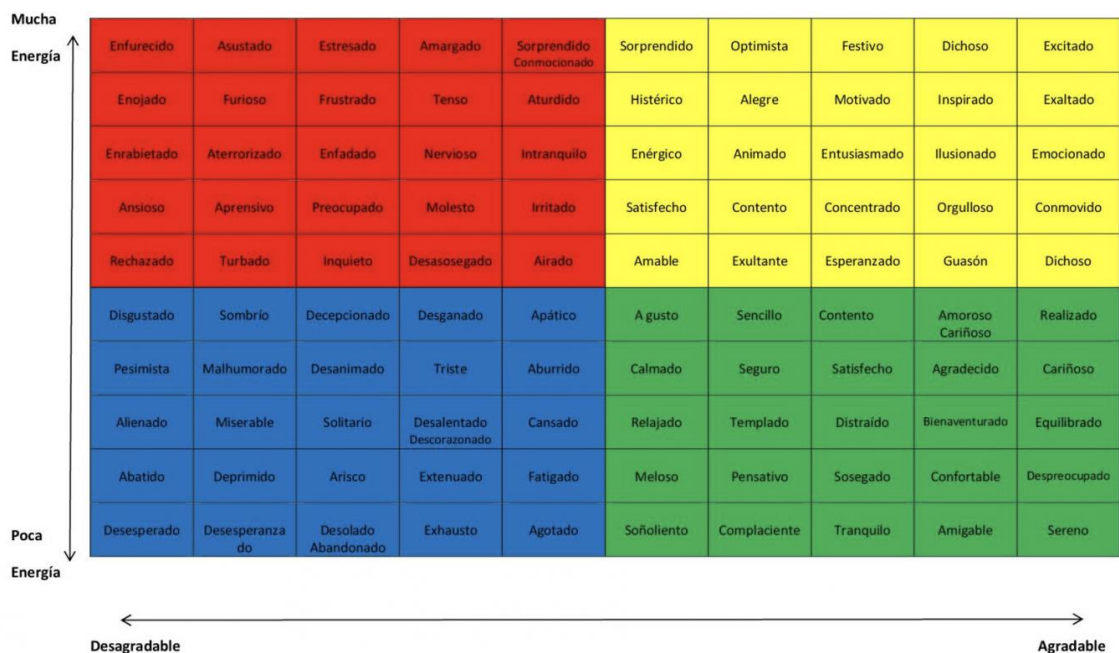 Mucha
Energía
Enfurecido Asustado Estresado Amargado Sorprendido Sorprendido Optimista Festivo Dichoso Excitado
Conmocionado
Enojado Furioso Frustrado Tenso Aturdido Histérico Alegre Motivado Inspirado Exaltado
Enrabietado Aterrorizado Enfadado Nervioso Intranquilo Enérgico Animado Entusiasmado Ilusionado Emocionado
Ansioso Aprensivo Preocupado Molesto Irritado Satisfecho Contento Concentrado Orgulloso Conmovido
Rechazado Turbado Inquieto Desasosegado Airado Amable Exultante Esperanzado Guasón Dichoso
Disgustado Sombrío Decepcionado Desganado Apático A gusto Sencillo Contento Amoroso Realizado
Cariñoso
Pesimista Malhumorado Desanimado Triste Aburrido Calmado Seguro Satisfecho Agradecido Cariñoso
Alienado Miserable Solitario Desalentado Cansado Relajado Templado Distraído Bienaventurado Equilibrado
Descorazonado
Abatido Deprimido Arisco Extenuado Fatigado Meloso Pensativo Sosegado Confortable Despreocupado
Desesperado Desesperanza Desolado Exhausto Agotado Soñoliento Complaciente Tranquilo Amigable Sereno
do Abandonado
Poca
Energía
Desagradable Agradable